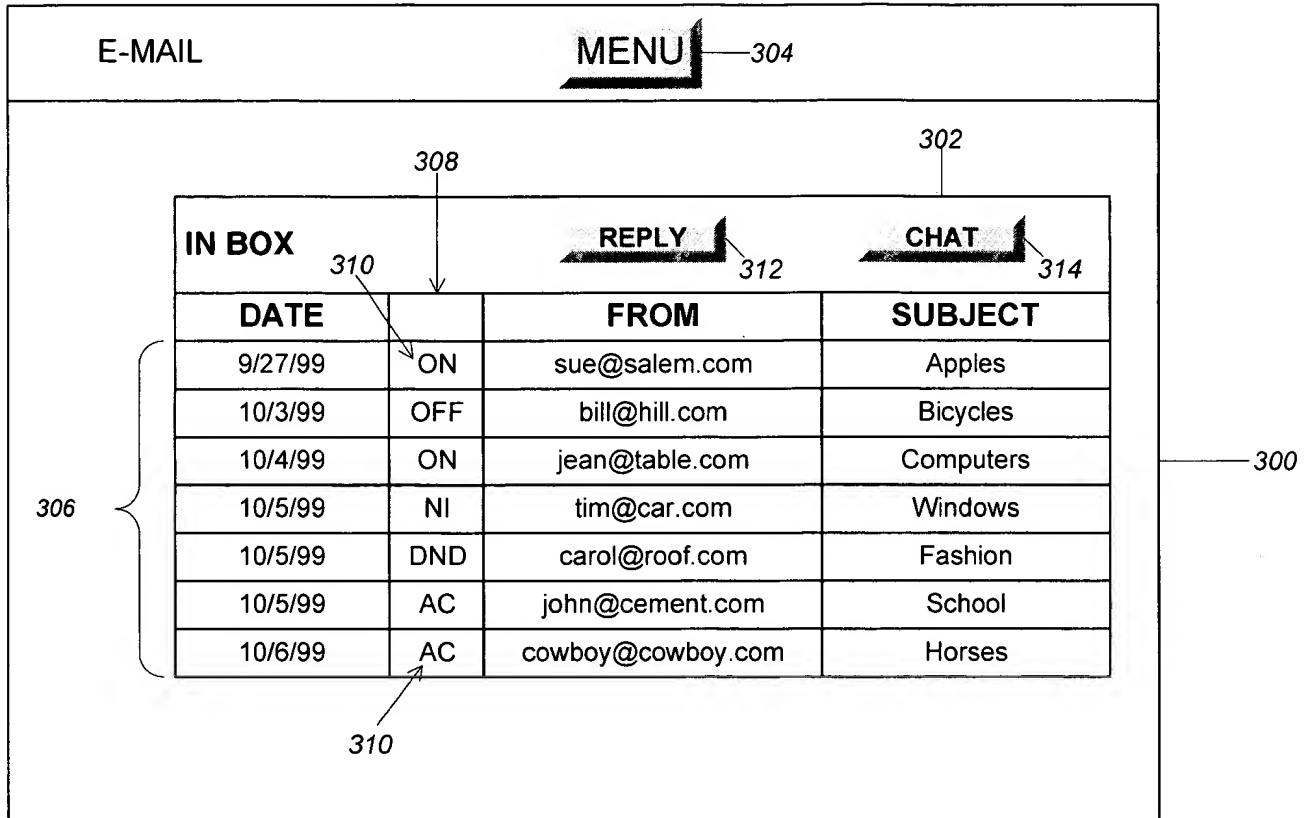 E-MAIL MENU 304
302
308
IN BOX REPLY 312 CHAT 314
310
DATE FROM SUBJECT
9/27/99 ON sue@salem.com Apples
10/3/99 OFF bill@hill.com Bicycles
10/4/99 ON jean@table.com Computers
300
306
10/5/99 NI tim@car.com Windows
10/5/99 DND carol@roof.com Fashion
10/5/99 AC john@cement.com School
10/6/99 AC cowboy@cowboy.com Horses
310